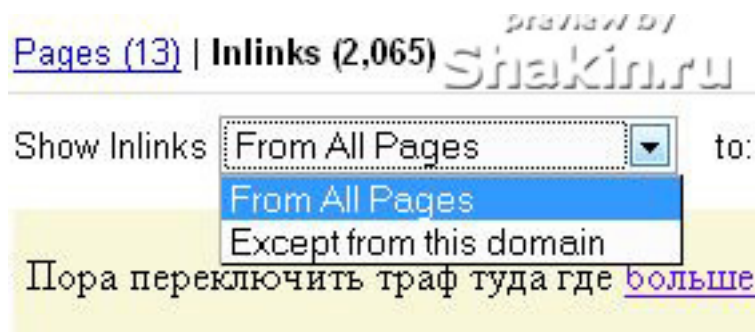 preview by
Pages (13) | Inlinks (2,065) Shakin.ru
Show Inlinks From All Pages to:
From All Pages
Except from this domain
Пора переключить траф туда где больше